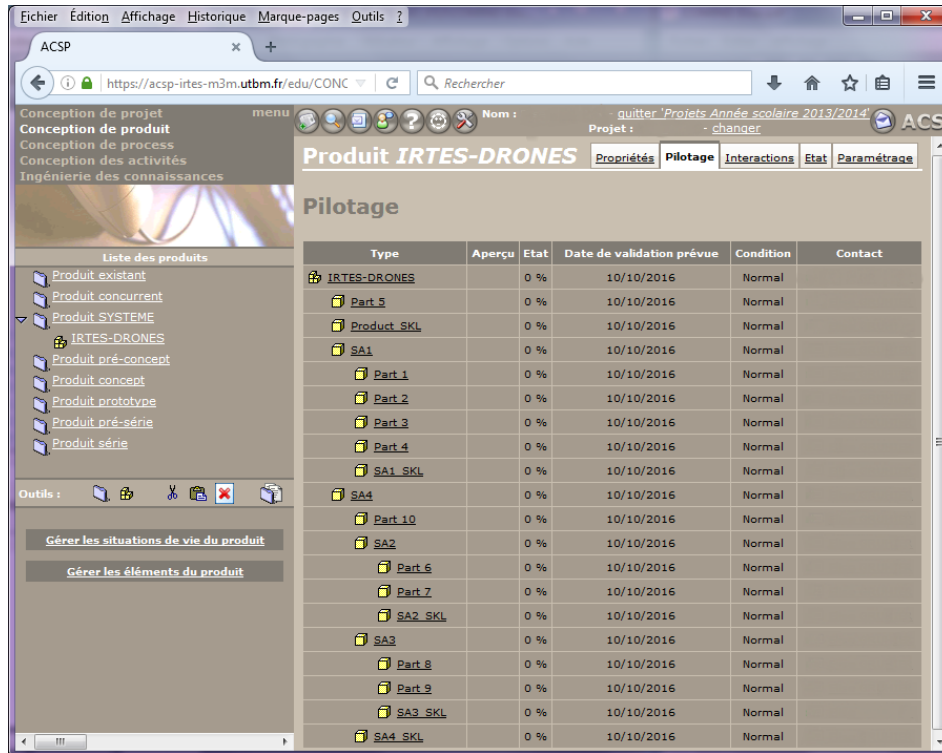 Fichier Édition Affichage Historique Marque-pages Outils ?
ACSP × +
https://acsp-irtes-m3m.utbm.fr/edu/CONC Rechercher
Conception de projet menu
Conception de produit
Conception de process
Conception des activités
Ingénierie des connaissances
Nom : quitter 'Projets Année scolaire 2013/2014'
Projet : - changer
ACS
Produit IRTES-DRONES Propriétés Pilotage Interactions Etat Paramétrage
Pilotage
Liste des produits
Produit existant
Produit concurrent
Produit SYSTEME
IRTES-DRONES
Produit pré-concept
Produit concept
Produit prototype
Produit pré-série
Produit série
Outils :
Gérer les situations de vie du produit
Gérer les éléments du produit
Type Aperçu Etat Date de validation prévue Condition Contact
IRTES-DRONES 0 % 10/10/2016 Normal
Part 5 0 % 10/10/2016 Normal
Product_SKL 0 % 10/10/2016 Normal
SA1 0 % 10/10/2016 Normal
Part 1 0 % 10/10/2016 Normal
Part 2 0 % 10/10/2016 Normal
Part 3 0 % 10/10/2016 Normal
Part 4 0 % 10/10/2016 Normal
SA1_SKL 0 % 10/10/2016 Normal
SA4 0 % 10/10/2016 Normal
Part 10 0 % 10/10/2016 Normal
SA2 0 % 10/10/2016 Normal
Part 6 0 % 10/10/2016 Normal
Part 7 0 % 10/10/2016 Normal
SA2_SKL 0 % 10/10/2016 Normal
SA3 0 % 10/10/2016 Normal
Part 8 0 % 10/10/2016 Normal
Part 9 0 % 10/10/2016 Normal
SA3_SKL 0 % 10/10/2016 Normal
SA4_SKL 0 % 10/10/2016 Normal